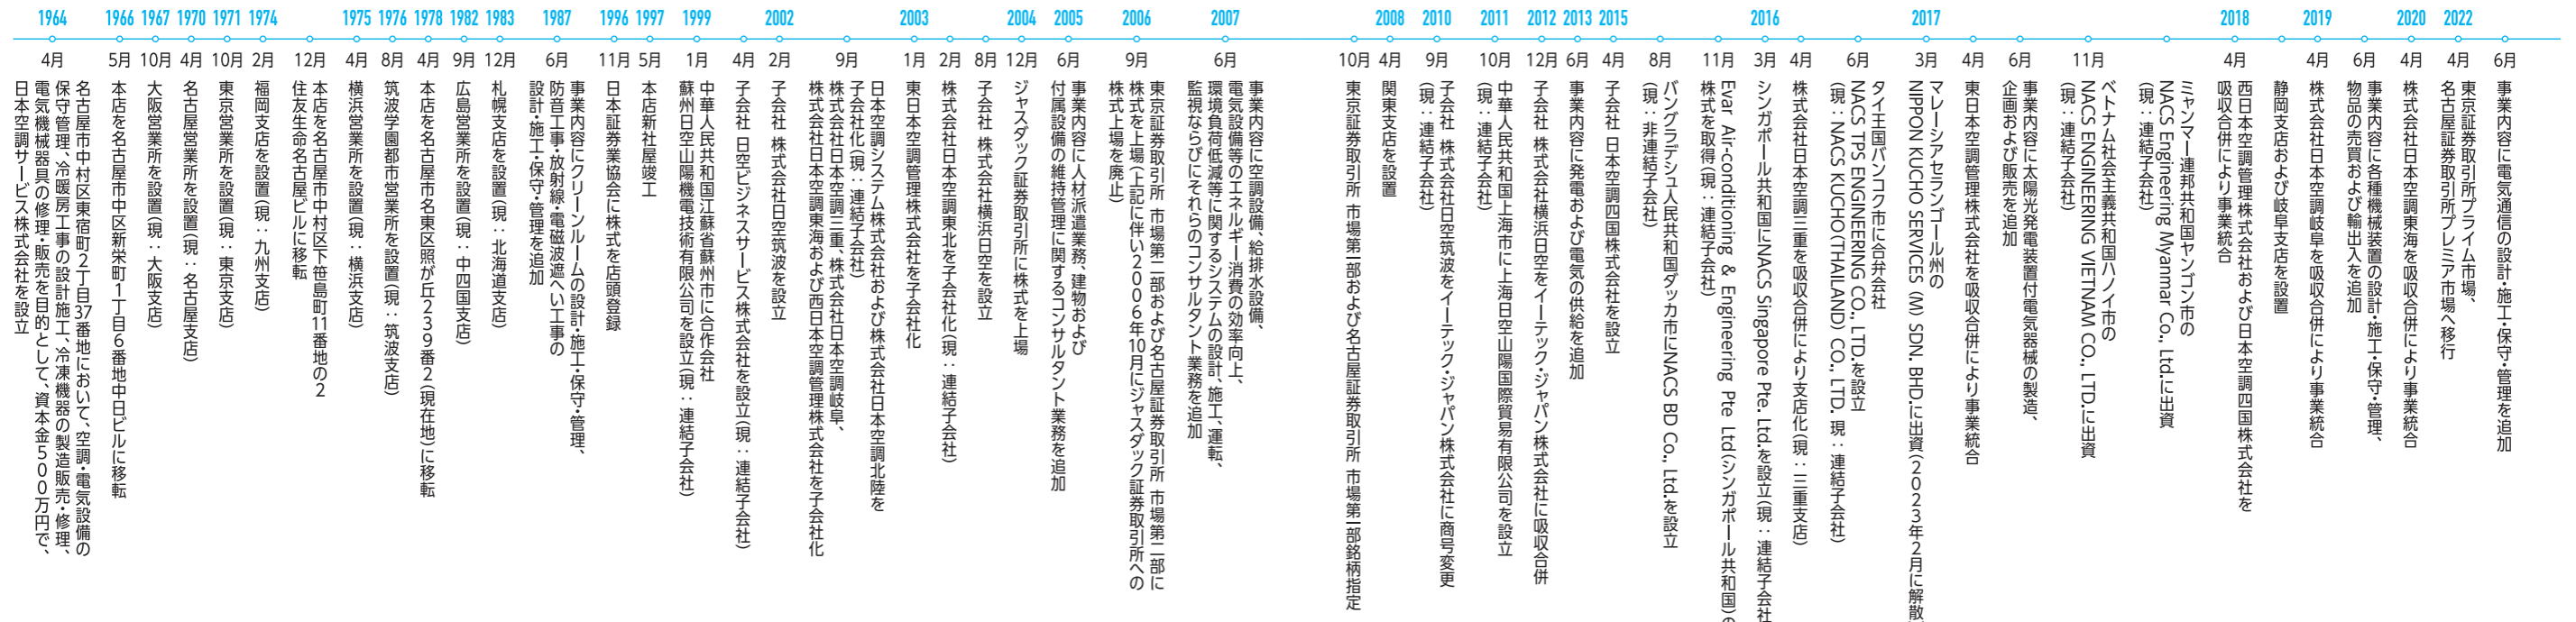 1964
4月
名古屋市中村区東宿町2丁目37番地において、空調・電気設備の
保守管理、冷暖房工事の設計施工、冷凍機器の製造販売・修理、
電気機械器具の修理・販売を目的として、資本金500万円で、
日本空調サービス株式会社を設立
1966
5月
本店を名古屋市中区新栄町1丁目6番地中日ビルに移転
1967
10月
大阪営業所を設置(現：大阪支店)
1970
4月
名古屋営業所を設置(現：名古屋支店)
1971
10月
東京営業所を設置(現：東京支店)
1974
2月
福岡支店を設置(現：九州支店)
12月
本店を名古屋市中村区下笹島町11番地の2
住友生命名古屋ビルに移転
1975
4月
横浜営業所を設置(現：横浜支店)
1976
8月
筑波学園都市営業所を設置(現：筑波支店)
1978
4月
本店を名古屋市名東区照が丘239番2(現在地)に移転
1982
9月
広島営業所を設置(現：中四国支店)
1983
12月
札幌支店を設置(現：北海道支店)
1987
6月
事業内容にクリーンルームの設計・施工・保守・管理、
防音工事・放射線・電磁波遮へい工事の
設計・施工・保守・管理を追加
1996
11月
日本証券業協会に株式を店頭登録
1997
5月
本店新社屋竣工
1999
1月
中華人民共和国江蘇省蘇州市に合作会社
蘇州日空山陽機電技術有限公司を設立(現：連結子会社)
4月
子会社 日空ビジネスサービス株式会社を設立(現：連結子会社)
2002
2月
子会社 株式会社日空筑波を設立
9月
日本空調システム株式会社および株式会社日本空調北陸を
子会社化(現：連結子会社)
株式会社日本空調三重、株式会社日本空調岐阜、
株式会社日本空調東海および西日本空調管理株式会社を子会社化
2003
1月
東日本空調管理株式会社を子会社化
2月
株式会社日本空調東北を子会社化(現：連結子会社)
8月
子会社 株式会社横浜日空を設立
2004
12月
ジャスダック証券取引所に株式を上場
2005
6月
事業内容に人材派遣業務、建物および
付属設備の維持管理に関するコンサルタント業務を追加
2006
9月
東京証券取引所 市場第二部および名古屋証券取引所 市場第二部に
株式を上場(上記に伴い2006年10月にジャスダック証券取引所への
株式上場を廃止)
2007
6月
事業内容に空調設備、給排水設備、
電気設備等のエネルギー消費の効率向上、
環境負荷低減等に関するシステムの設計、施工、運転、
監視ならびにそれらのコンサルタント業務を追加
10月
東京証券取引所 市場第一部および名古屋証券取引所 市場第一部銘柄指定
2008
4月
関東支店を設置
2010
9月
子会社 株式会社日空筑波をイーテック・ジャパン株式会社に商号変更
(現：連結子会社)
2011
10月
中華人民共和国上海市に上海日空山陽国際貿易有限公司を設立
(現：連結子会社)
2012
12月
子会社 株式会社横浜日空をイーテック・ジャパン株式会社に吸収合併
2013
6月
事業内容に発電および電気の供給を追加
2015
4月
子会社 日本空調四国株式会社を設立
8月
バングラデシュ人民共和国ダッカ市にNACS BD Co., Ltd.を設立
(現：非連結子会社)
11月
Evar Air-conditioning & Engineering Pte Ltd(シンガポール共和国)の
株式を取得(現：連結子会社)
2016
3月
シンガポール共和国にNACS Singapore Pte. Ltd.を設立(現：連結子会社
4月
株式会社日本空調三重を吸収合併により支店化(現：三重支店)
6月
タイ王国バンコク市に合弁会社
NACS TPS ENGINEERING CO., LTD.を設立
(現：NACS KUCHO(THAILAND) CO., LTD. 現：連結子会社)
2017
3月
マレーシアセランゴール州の
NIPPON KUCHO SERVICES (M) SDN. BHD.に出資(2023年2月に解散
4月
東日本空調管理株式会社を吸収合併により事業統合
6月
事業内容に太陽光発電装置付電気器械の製造、
企画および販売を追加
11月
ベトナム社会主義共和国ハノイ市の
NACS ENGINEERING VIETNAM CO., LTD.に出資
(現：連結子会社)
ミャンマー連邦共和国ヤンゴン市の
NACS Engineering Myanmar Co., Ltd.に出資
(現：連結子会社)
2018
4月
西日本空調管理株式会社および日本空調四国株式会社を
吸収合併により事業統合
静岡支店および岐阜支店を設置
2019
4月
株式会社日本空調岐阜を吸収合併により事業統合
6月
事業内容に各種機械装置の設計・施工・保守・管理、
物品の売買および輸出入を追加
2020
4月
株式会社日本空調東海を吸収合併により事業統合
2022
4月
東京証券取引所プライム市場、
名古屋証券取引所プレミア市場へ移行
6月
事業内容に電気通信の設計・施工・保守・管理を追加